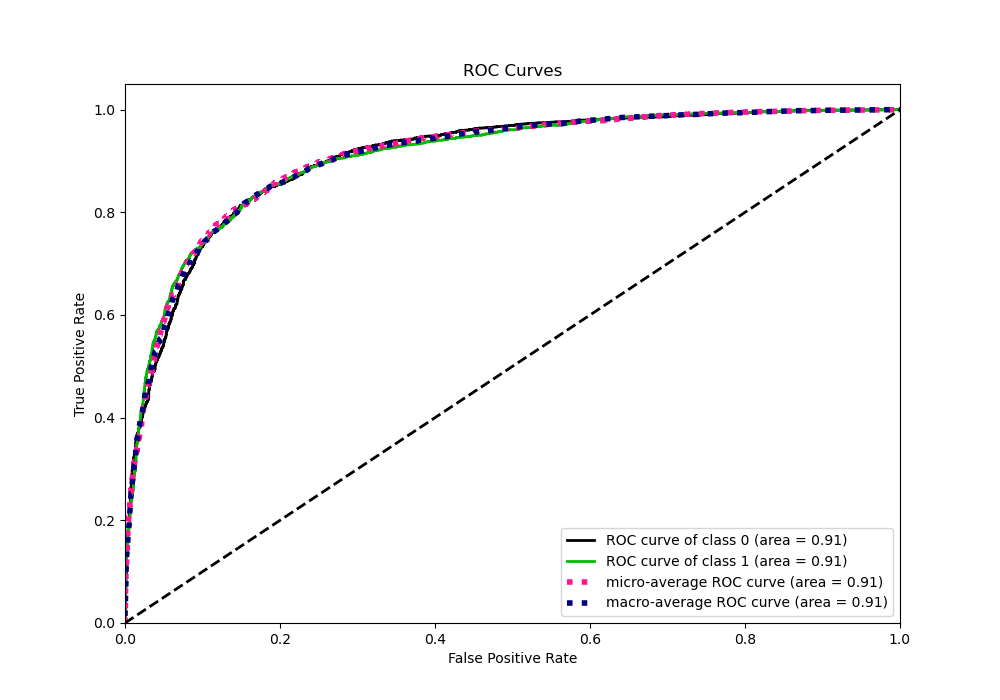 ROC Curves
True Positive Rate
1.0
0.8
0.6
0.4
0.2
0.0
0.0 0.2 0.4 0.6 0.8 1.0
False Positive Rate
ROC curve of class 0 (area = 0.91)
ROC curve of class 1 (area = 0.91)
micro-average ROC curve (area = 0.91)
macro-average ROC curve (area = 0.91)